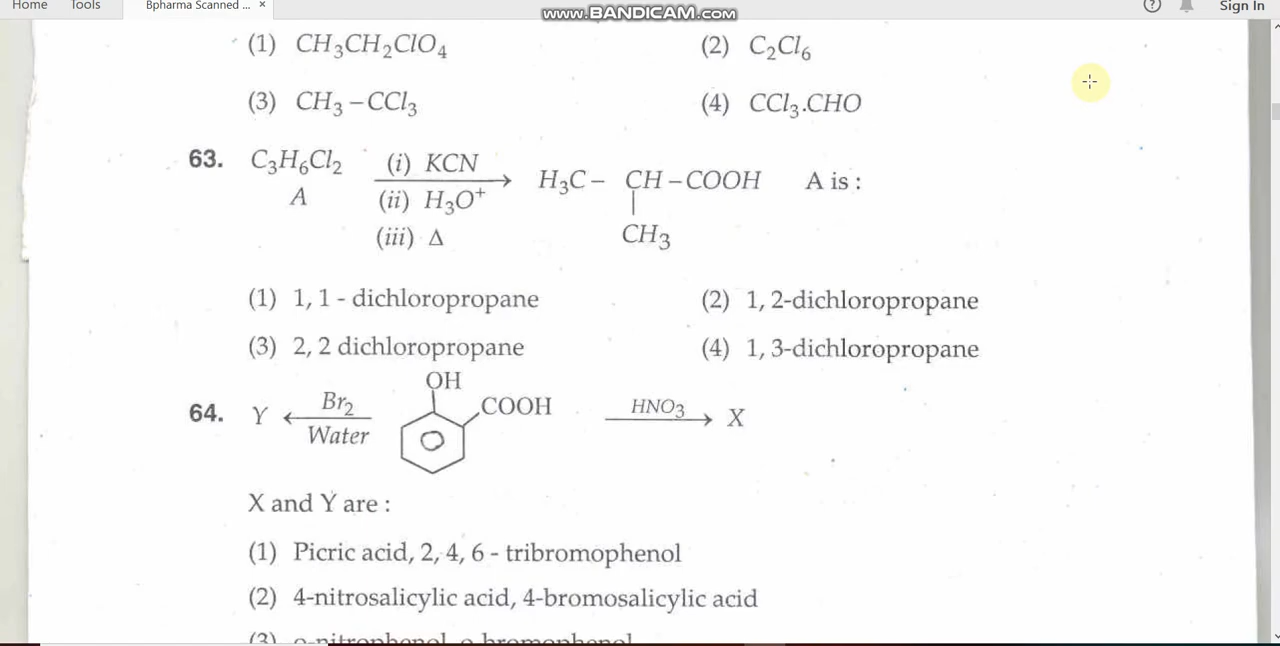 Home Tools Bpharma Scanned ... × www.BANDICAM.com ? Sign In
(1) CH₃CH₂ClO₄ (2) C₂Cl₆
(3) CH₃ – CCl₃ (4) CCl₃.CHO
63. C₃H₆Cl₂ (i) KCN H₃C – CH – COOH A is :
A (ii) H₃O⁺
(iii) Δ CH₃
(1) 1, 1 - dichloropropane (2) 1, 2-dichloropropane
(3) 2, 2 dichloropropane (4) 1, 3-dichloropropane
64. Y Br₂ Water OH COOH HNO₃ X
X and Y are :
(1) Picric acid, 2, 4, 6 - tribromophenol
(2) 4-nitrosalicylic acid, 4-bromosalicylic acid
(3) o-nitrophenol, o-bromophenol